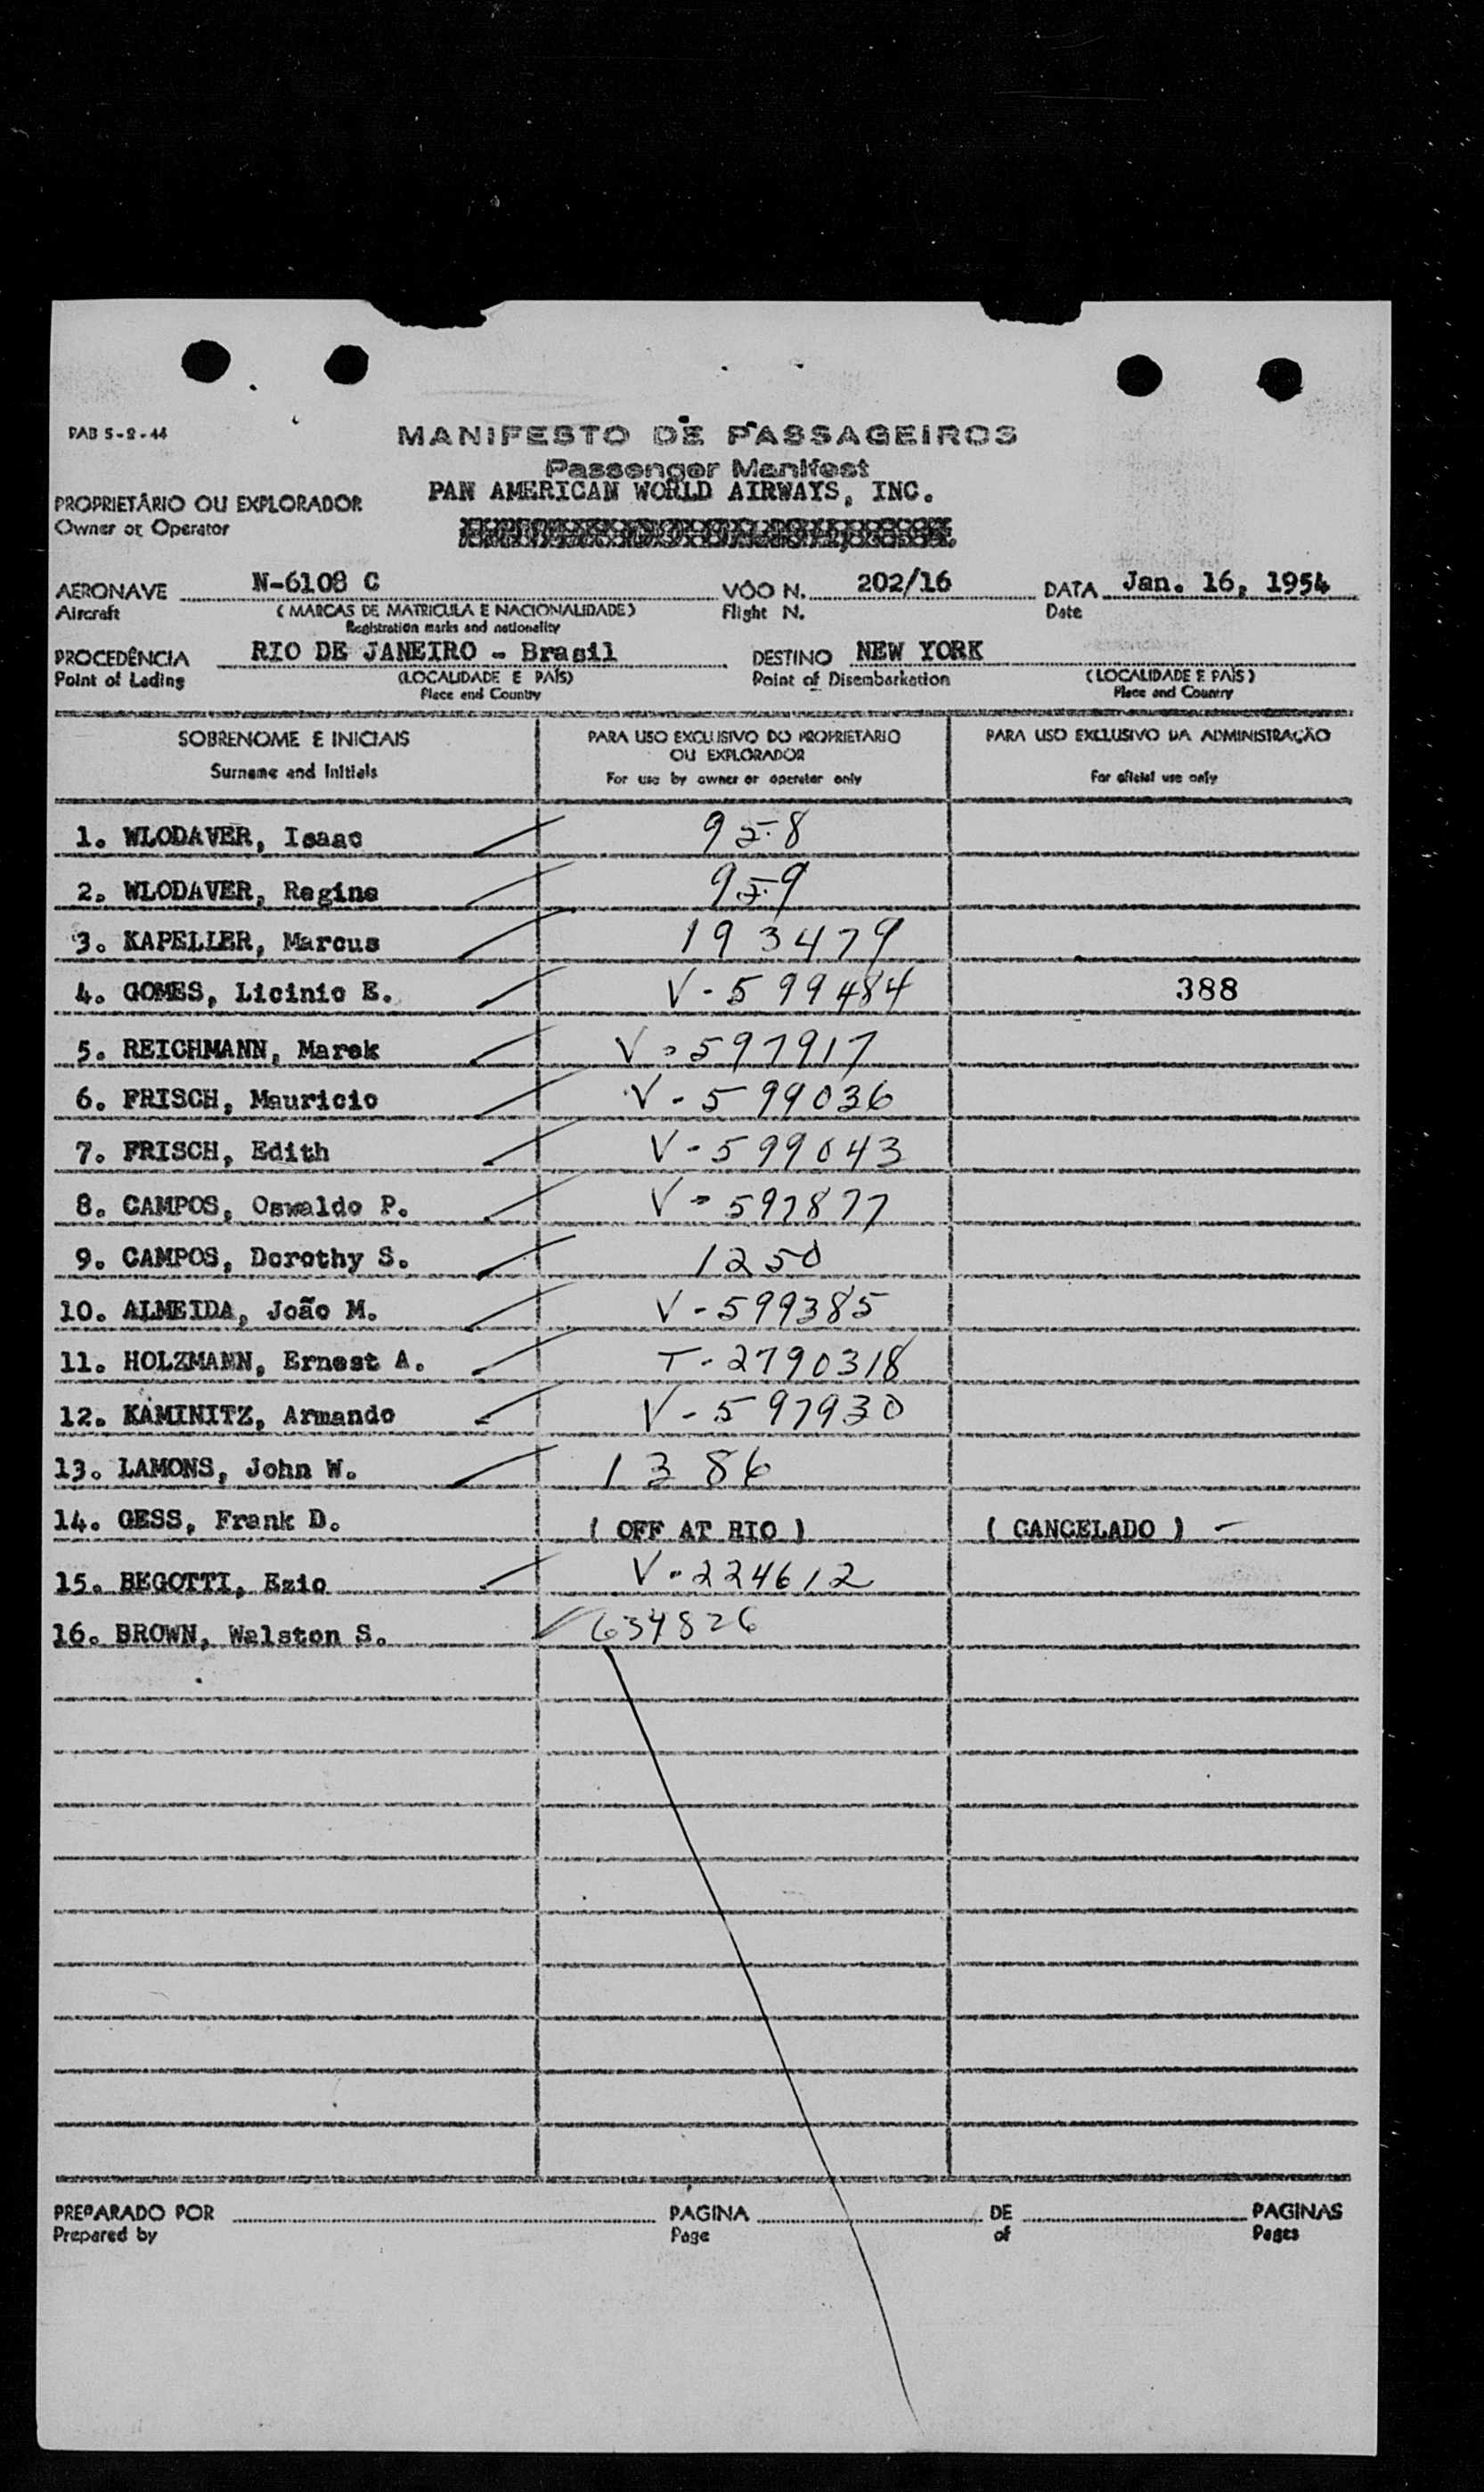 PAB 5-9-44
MANIFESTO DE PASSAGEIROS
Passenger Manifest
PROPRIETÁRIO OU EXPLORADOR PAN AMERICAN WORLD AIRWAYS, INC.
Owner or Operator
AERONAVE N-6108 C VÔO N. 202/16 DATA Jan. 16, 1954
Aircraft (MARCAS DE MATRICULA E NACIONALIDADE) Flight N. Date
Registration marks and nationality
PROCEDÊNCIA RIO DE JANEIRO - Brasil DESTINO NEW YORK
Point of Lading (LOCALIDADE E PAÍS) Point of Disembarkation (LOCALIDADE E PAÍS)
Place and Country Place and Country
SOBRENOME E INICIAIS PARA USO EXCLUSIVO DO PROPRIETARIO PARA USO EXCLUSIVO DA ADMINISTRAÇÃO
OU EXPLORADOR
Surname and Initials For use by owner or operator only For oficial use only
1. WLODAVER, Isaac 958
2. WLODAVER, Regina 959
3. KAPELLER, Marcus 193479
4. GOMES, Licinio E. V-599484 388
5. REICHMANN, Marek V-597917
6. FRISCH, Mauricio V-599036
7. FRISCH, Edith V-599043
8. CAMPOS, Oswaldo P. V-597877
9. CAMPOS, Dorothy S. 1250
10. ALMEIDA, João M. V-599385
11. HOLZMANN, Ernest A. T-2790318
12. KAMINITZ, Armando V-597930
13. LAMONS, John W. 1386
14. GESS, Frank D. ( OFF AT RIO ) ( CANCELADO ) -
15. BEGOTTI, Ezio V-224612
16. BROWN, Walston S. 634826
PREPARADO POR PAGINA DE PAGINAS
Prepared by Page of Pages